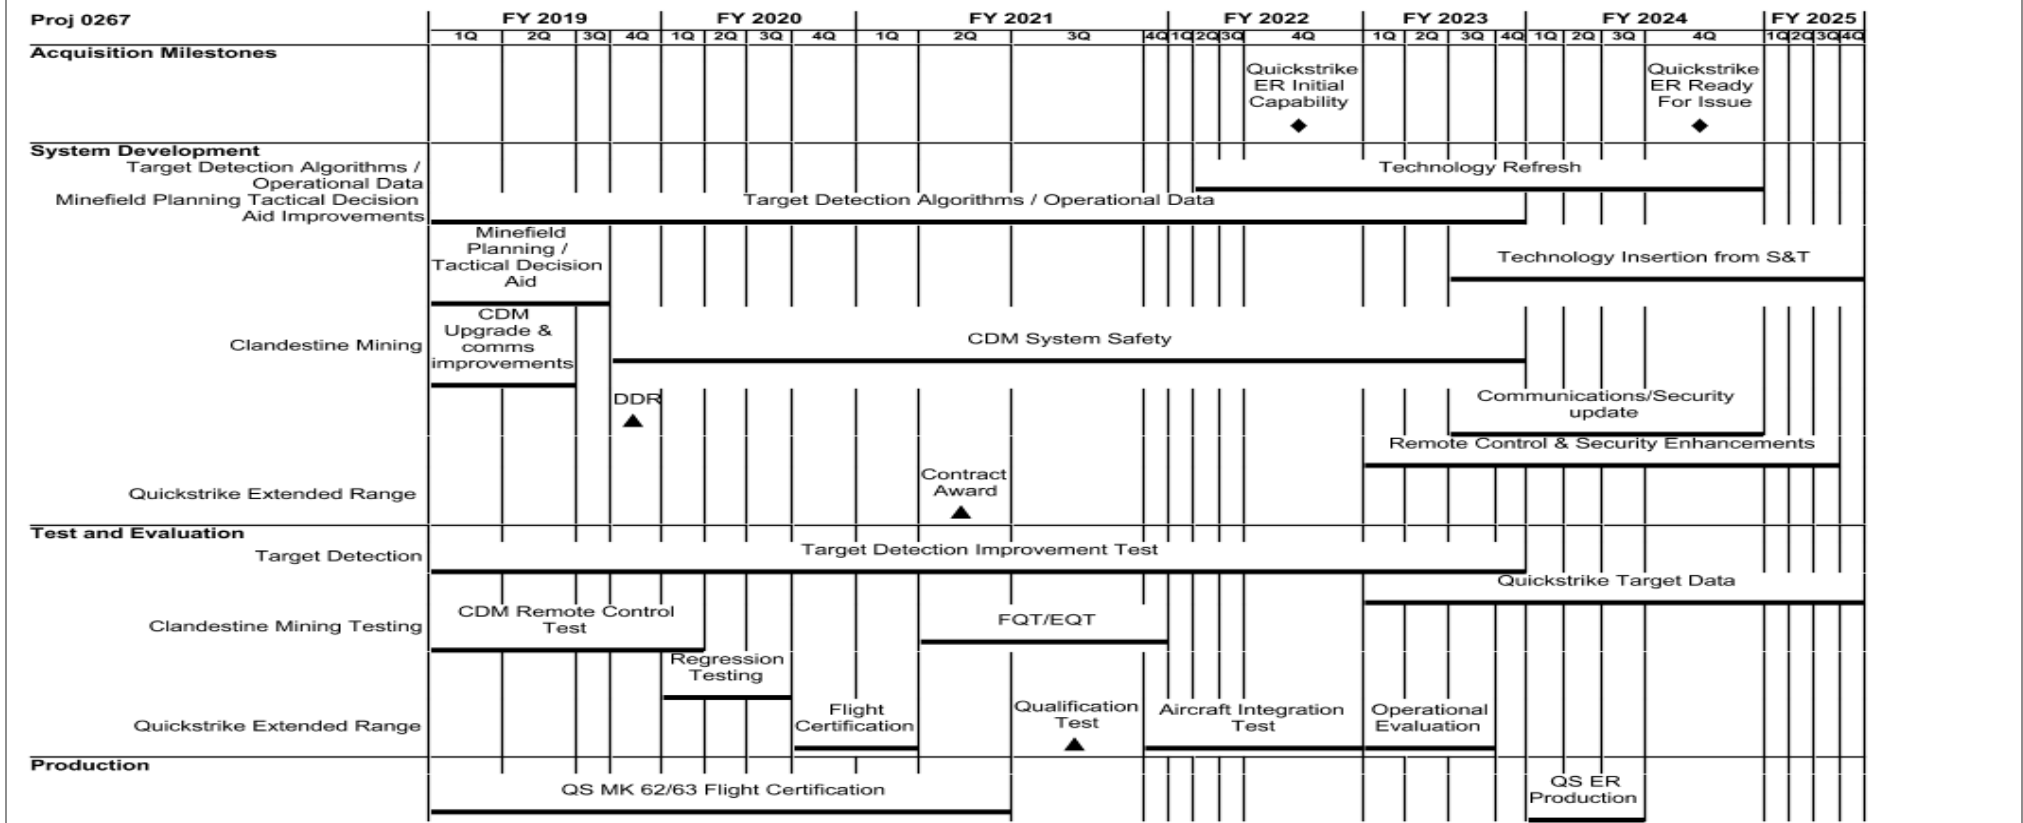 Proj 0267
FY 2019 FY 2020 FY 2021 FY 2022 FY 2023 FY 2024 FY 2025
1Q 2Q 3Q 4Q 1Q 2Q 3Q 4Q 1Q 2Q 3Q 4Q 1Q 2Q 3Q 4Q 1Q 2Q 3Q 4Q 1Q 2Q 3Q 4Q 1Q 2Q 3Q 4Q
Acquisition Milestones
Quickstrike
ER Initial
Capability
Quickstrike
ER Ready
For Issue
System Development
Target Detection Algorithms /
Operational Data
Technology Refresh
Minefield Planning Tactical Decision
Aid Improvements
Target Detection Algorithms / Operational Data
Minefield
Planning /
Tactical Decision
Aid
Technology Insertion from S&T
Clandestine Mining
CDM
Upgrade &
comms
improvements
CDM System Safety
DDR
Communications/Security
update
Remote Control & Security Enhancements
Quickstrike Extended Range
Contract
Award
Test and Evaluation
Target Detection
Target Detection Improvement Test
Quickstrike Target Data
Clandestine Mining Testing
CDM Remote Control
Test
FQT/EQT
Regression
Testing
Quickstrike Extended Range
Flight
Certification
Qualification
Test
Aircraft Integration
Test
Operational
Evaluation
Production
QS MK 62/63 Flight Certification
QS ER
Production